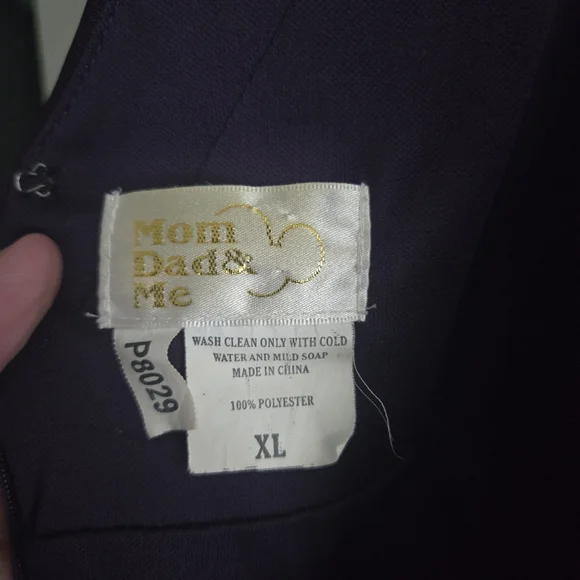 Mom
Dad&
Me
WASH CLEAN ONLY WITH COLD
WATER AND MILD SOAP
MADE IN CHINA
100% POLYESTER
XL
P8029